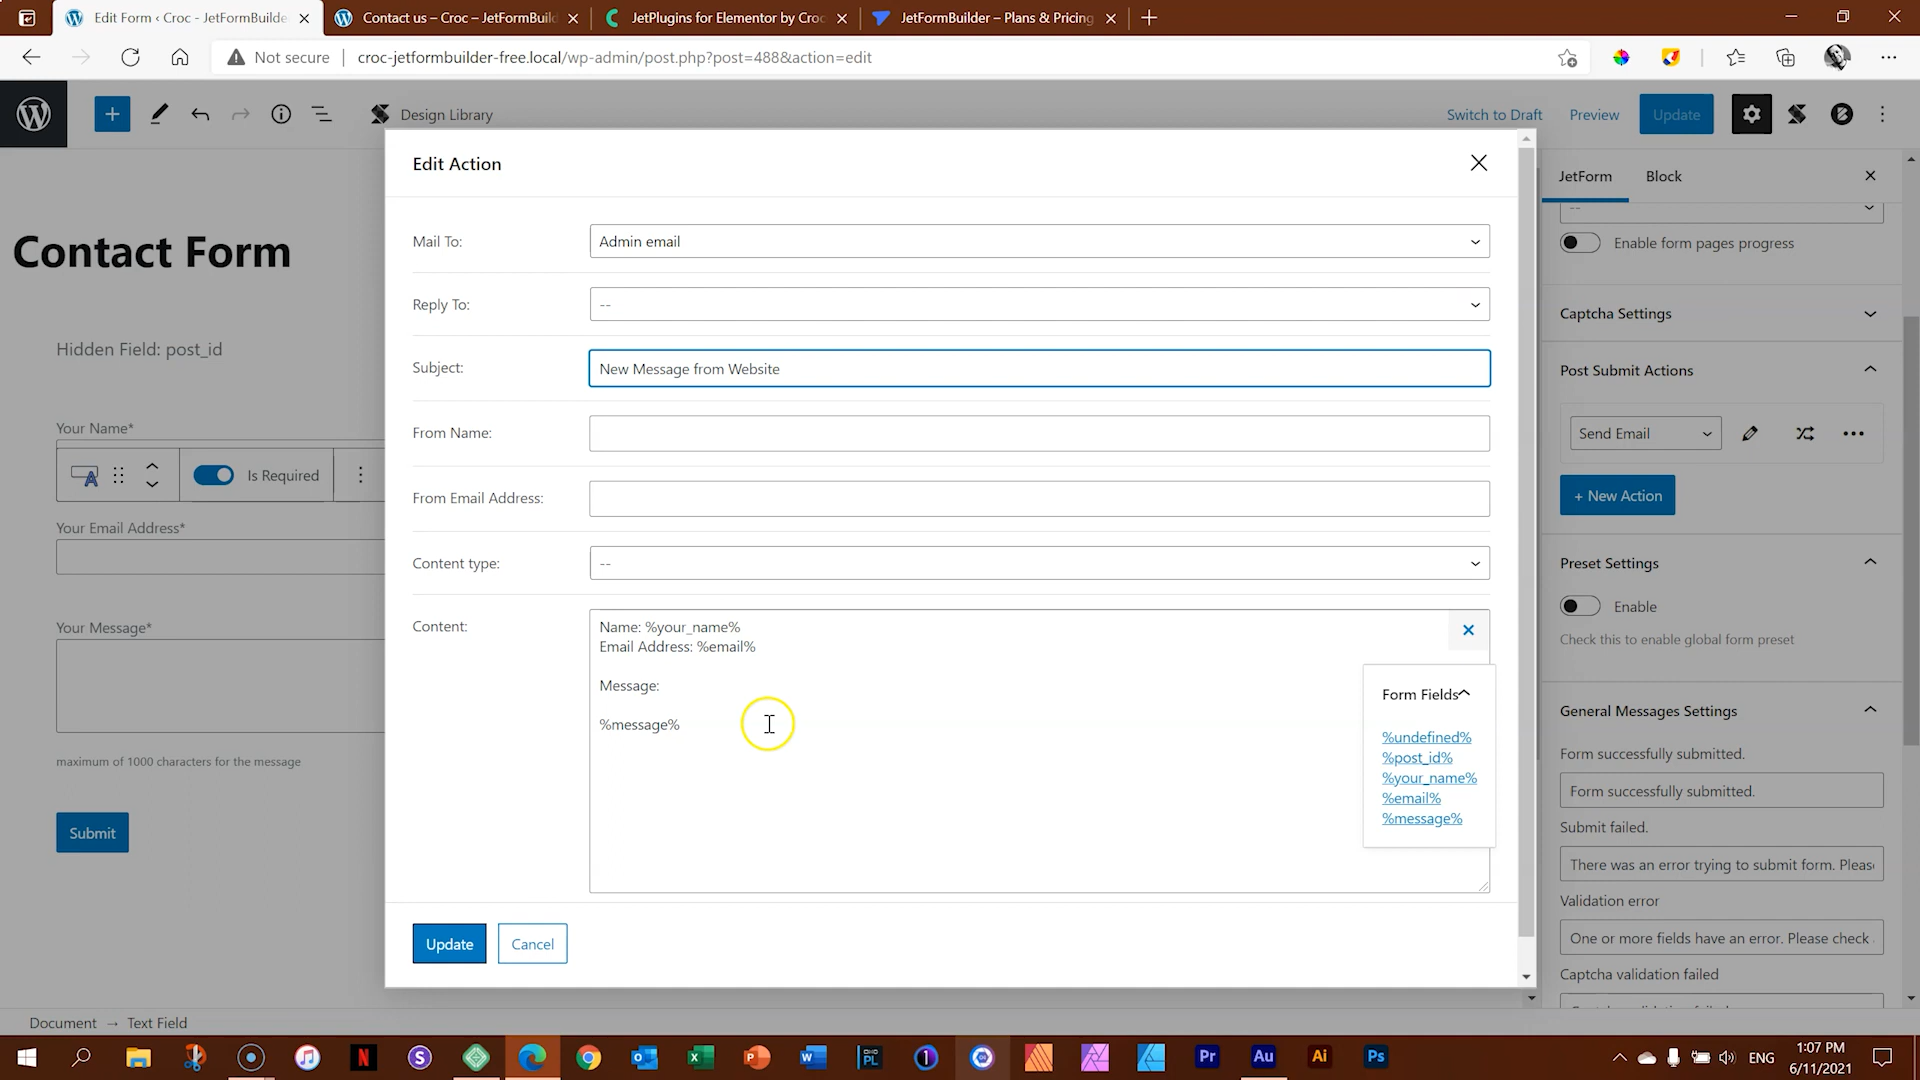 Edit Form ‹ Croc - JetFormBuilde
Contact us – Croc – JetFormBuild
JetPlugins for Elementor by Croc
JetFormBuilder – Plans & Pricing
Not secure
croc-jetformbuilder-free.local/wp-admin/post.php?post=488&action=edit
Design Library
Switch to Draft
Preview
Update
Contact Form
Hidden Field: post_id
Your Name*
Is Required
Your Email Address*
Your Message*
maximum of 1000 characters for the message
Submit
Edit Action
Mail To:
Admin email
Reply To:
--
Subject:
New Message from Website
From Name:
From Email Address:
Content type:
--
Content:
Name: %your_name%
Email Address: %email%
Message:
%message%
Form Fields
%undefined%
%post_id%
%your_name%
%email%
%message%
Update
Cancel
JetForm
Block
--
Enable form pages progress
Captcha Settings
Post Submit Actions
Send Email
+ New Action
Preset Settings
Enable
Check this to enable global form preset
General Messages Settings
Form successfully submitted.
Form successfully submitted.
Submit failed.
There was an error trying to submit form. Please
Validation error
One or more fields have an error. Please check
Captcha validation failed
Document → Text Field
N
S
PL
1
Pr
Au
Ai
Ps
ENG
1:07 PM
6/11/2021